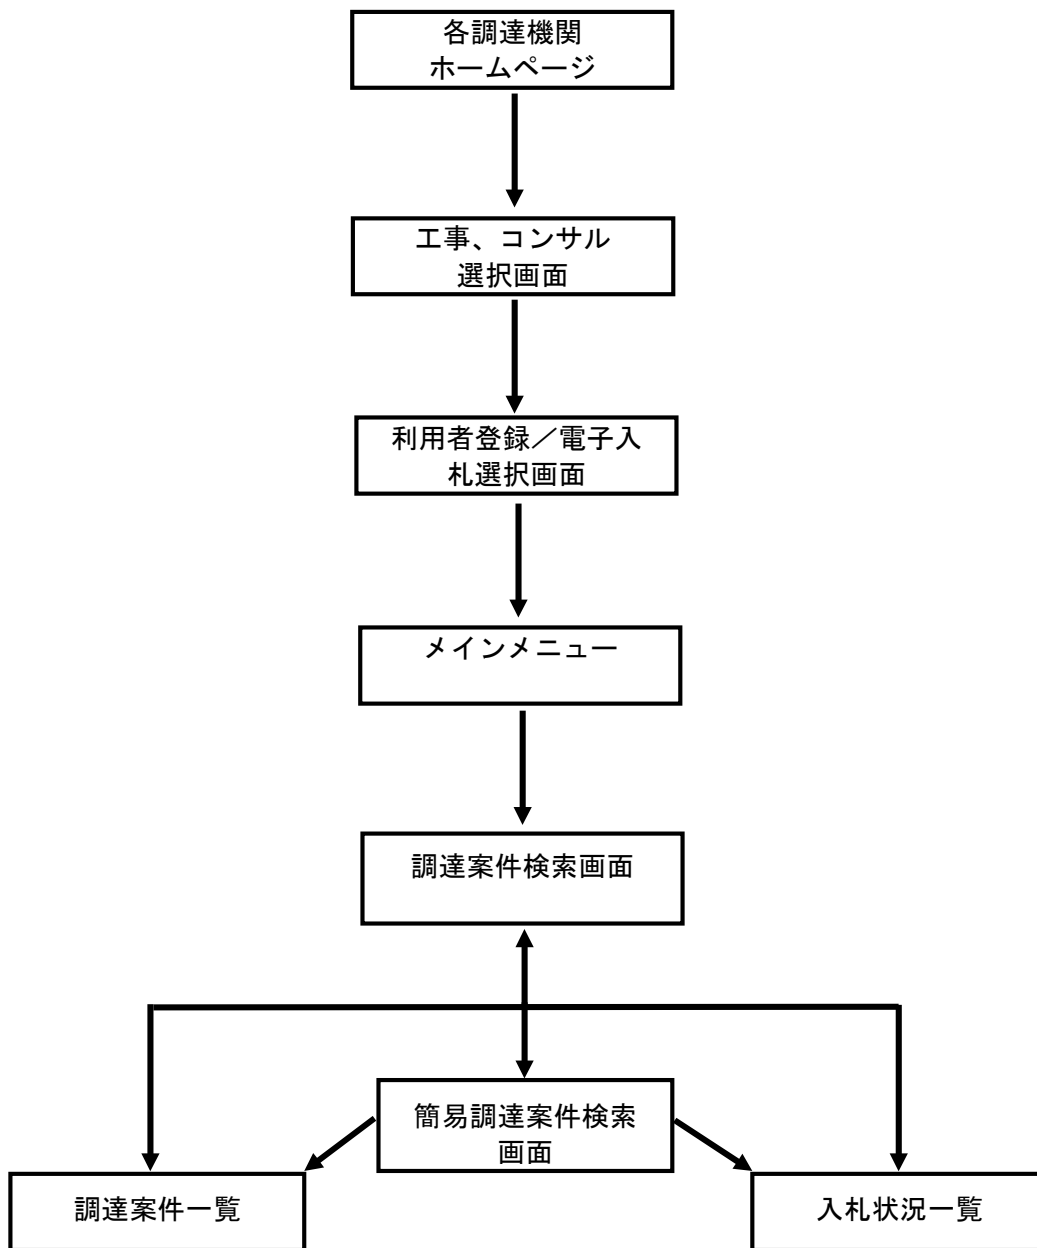 各調達機関
ホームページ
工事、コンサル
選択画面
利用者登録／電子入
札選択画面
メインメニュー
調達案件検索画面
簡易調達案件検索
画面
調達案件一覧
入札状況一覧